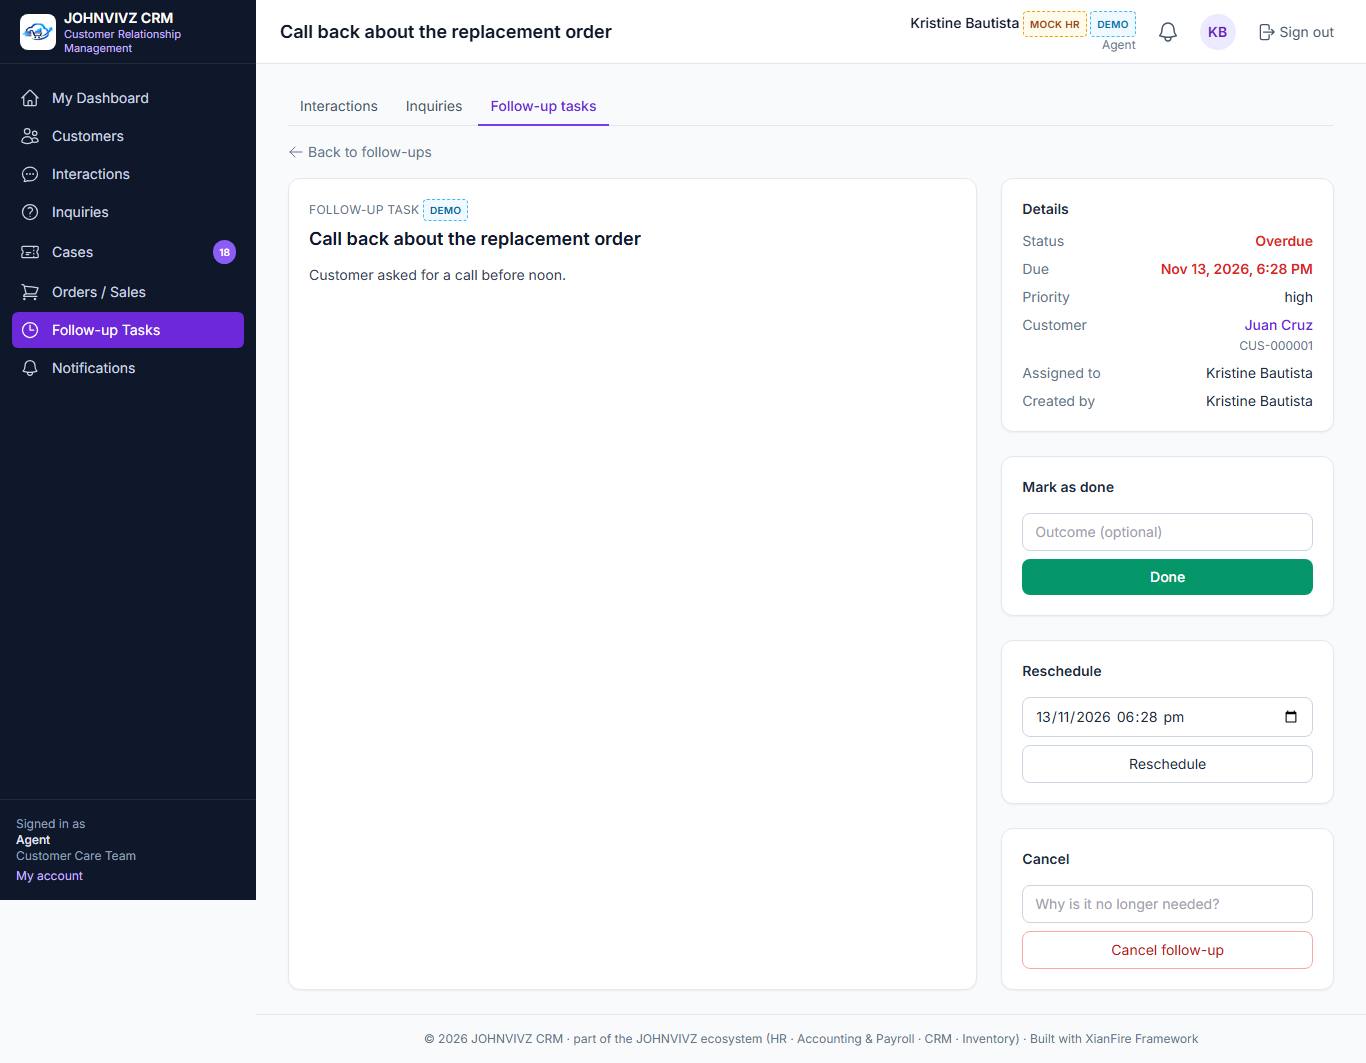 JOHNVIVZ CRM
Customer Relationship
Management
My Dashboard
Customers
Interactions
Inquiries
Cases
18
Orders / Sales
Follow-up Tasks
Notifications
Signed in as
Agent
Customer Care Team
My account
Call back about the replacement order
Kristine Bautista MOCK HR DEMO
Agent
KB
Sign out
Interactions Inquiries Follow-up tasks
← Back to follow-ups
FOLLOW-UP TASK DEMO
Call back about the replacement order
Customer asked for a call before noon.
Details
Status Overdue
Due Nov 13, 2026, 6:28 PM
Priority high
Customer Juan Cruz
CUS-000001
Assigned to Kristine Bautista
Created by Kristine Bautista
Mark as done
Outcome (optional)
Done
Reschedule
13/11/2026 06:28 pm
Reschedule
Cancel
Why is it no longer needed?
Cancel follow-up
© 2026 JOHNVIVZ CRM · part of the JOHNVIVZ ecosystem (HR · Accounting & Payroll · CRM · Inventory) · Built with XianFire Framework